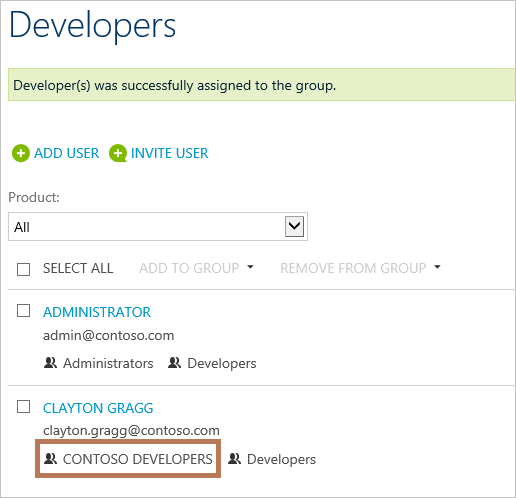 Developers
Developer(s) was successfully assigned to the group.
ADD USER INVITE USER
Product:
All
SELECT ALL ADD TO GROUP REMOVE FROM GROUP
ADMINISTRATOR
admin@contoso.com
Administrators Developers
CLAYTON GRAGG
clayton.gragg@contoso.com
CONTOSO DEVELOPERS Developers